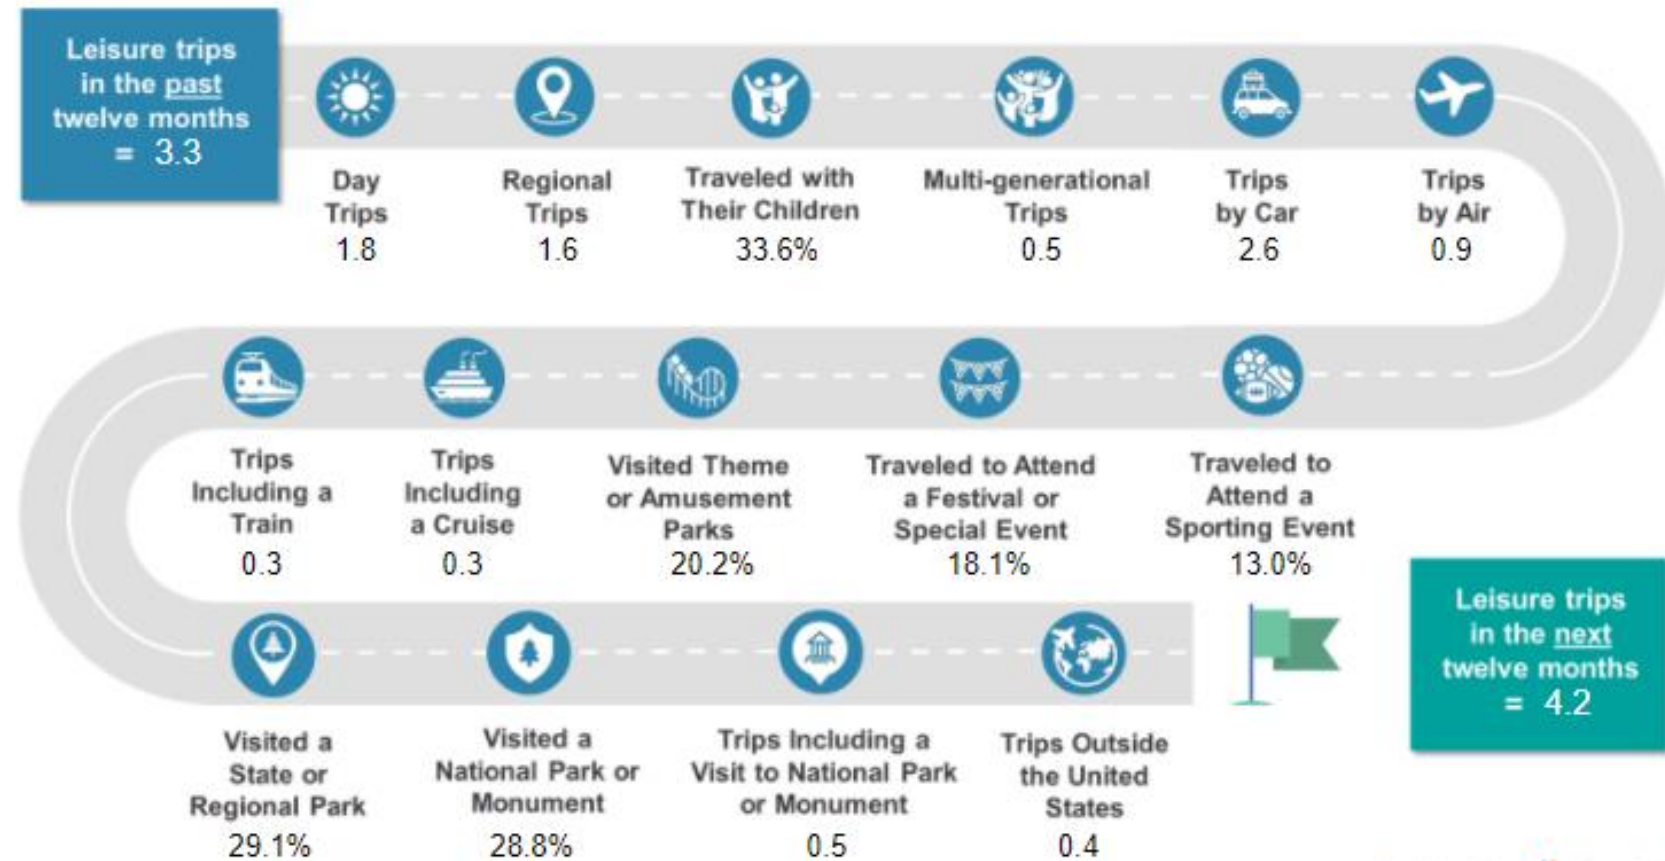 Leisure trips
in the past
twelve months
= 3.3
Day
Trips
1.8
Regional
Trips
1.6
Traveled with
Their Children
33.6%
Multi-generational
Trips
0.5
Trips
by Car
2.6
Trips
by Air
0.9
Trips
Including a
Train
0.3
Trips
Including
a Cruise
0.3
Visited Theme
or Amusement
Parks
20.2%
Traveled to Attend
a Festival or
Special Event
18.1%
Traveled to
Attend a
Sporting Event
13.0%
Visited a
State or
Regional Park
29.1%
Visited a
National Park or
Monument
28.8%
Trips Including a
Visit to National Park
or Monument
0.5
Trips Outside
the United
States
0.4
Leisure trips
in the next
twelve months
= 4.2